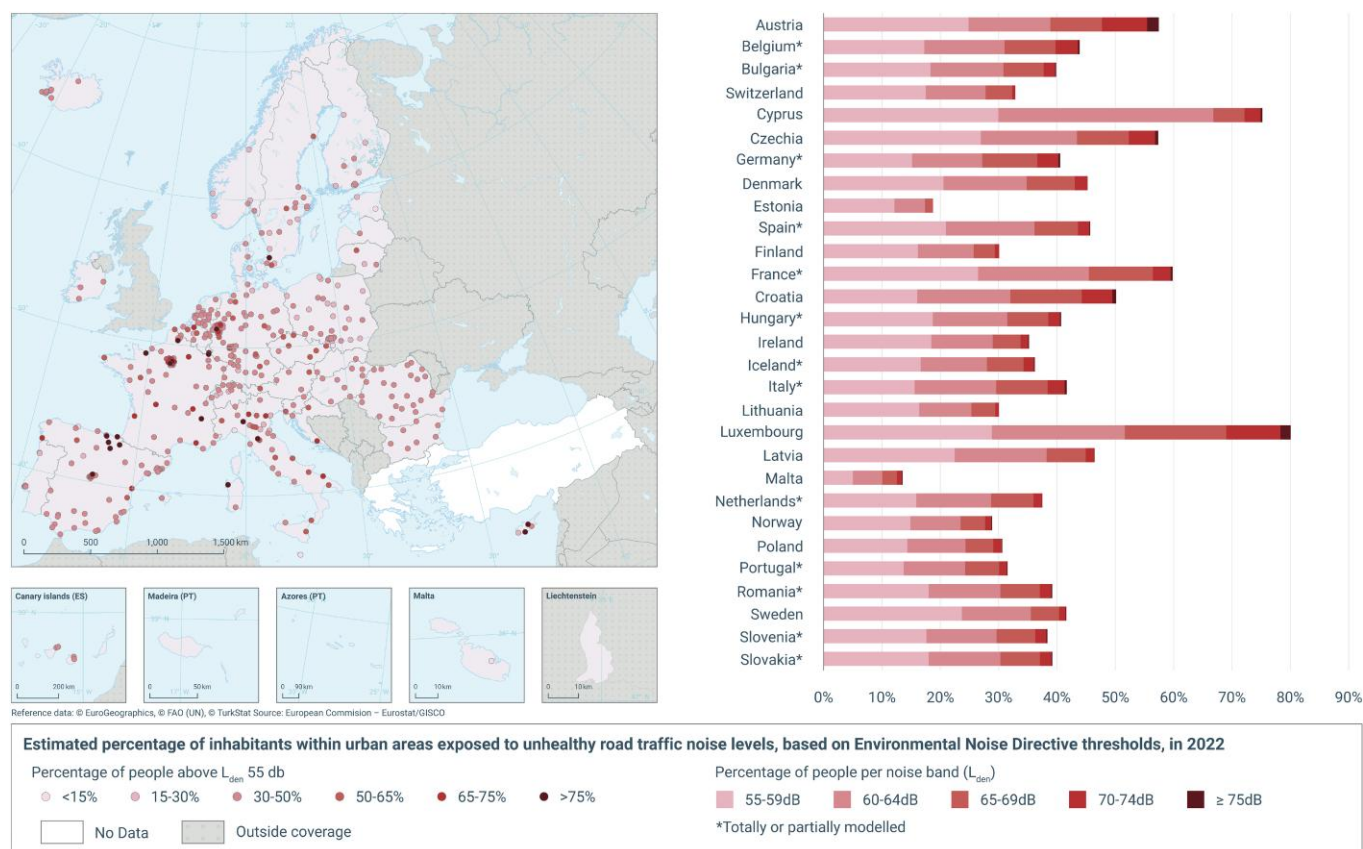 0
500
1,000
1,500 km
Canary islands (ES)
0
200 km
Madeira (PT)
0
50 km
Azores (PT)
0
90 km
Malta
0
10 km
Liechtenstein
0
10 km
Reference data: © EuroGeographics, © FAO (UN), © TurkStat Source: European Commision – Eurostat/GISCO
Austria
Belgium*
Bulgaria*
Switzerland
Cyprus
Czechia
Germany*
Denmark
Estonia
Spain*
Finland
France*
Croatia
Hungary*
Ireland
Iceland*
Italy*
Lithuania
Luxembourg
Latvia
Malta
Netherlands*
Norway
Poland
Portugal*
Romania*
Sweden
Slovenia*
Slovakia*
0% 10% 20% 30% 40% 50% 60% 70% 80% 90%
Estimated percentage of inhabitants within urban areas exposed to unhealthy road traffic noise levels, based on Environmental Noise Directive thresholds, in 2022
Percentage of people above Lden 55 db
<15% 15-30% 30-50% 50-65% 65-75% >75%
No Data Outside coverage
Percentage of people per noise band (Lden)
55-59dB 60-64dB 65-69dB 70-74dB ≥ 75dB
*Totally or partially modelled